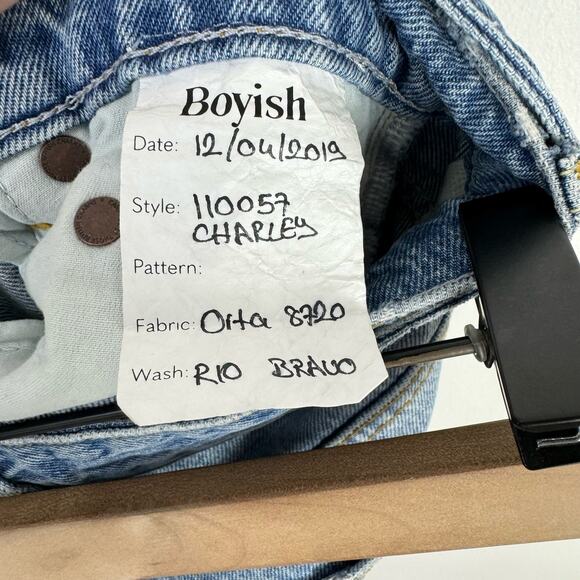 Boyish
Date: 12/04/2019
Style: 110057
CHARLEY
Pattern:
Fabric: Orta 8720
Wash: RIO BRAVO